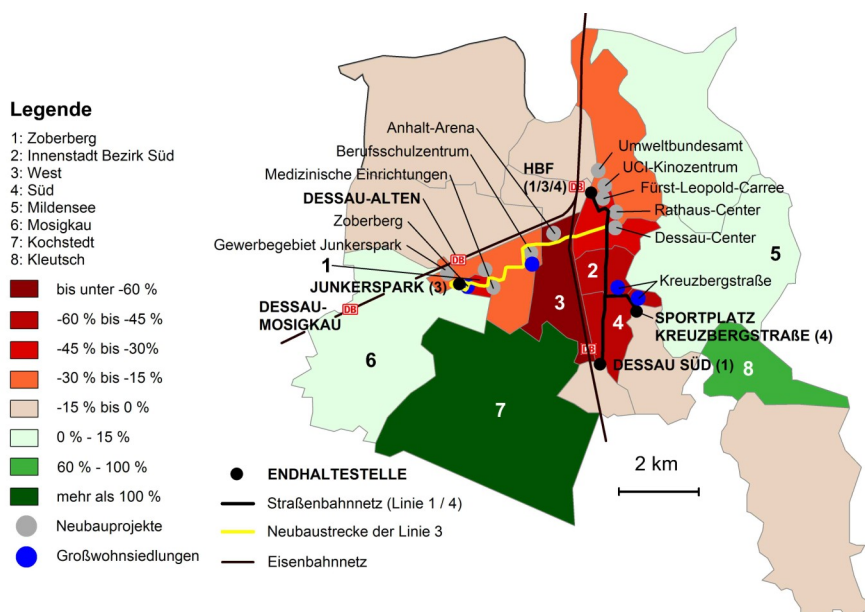 Legende
1: Zoberberg
2: Innenstadt Bezirk Süd
3: West
4: Süd
5: Mildensee
6: Mosigkau
7: Kochstedt
8: Kleutsch
bis unter -60 %
-60 % bis -45 %
-45 % bis -30%
-30 % bis -15 %
-15 % bis 0 %
0 % - 15 %
60 % - 100 %
mehr als 100 %
Neubauprojekte
Großwohnsiedlungen
Anhalt-Arena
Berufsschulzentrum
Medizinische Einrichtungen
DESSAU-ALTEN
Zoberberg
Gewerbegebiet Junkerspark
1
JUNKERSPARK (3)
DESSAU-
MOSIGKAU
HBF
(1/3/4)
DB
DB
DB
DB
Umweltbundesamt
UCI-Kinozentrum
Fürst-Leopold-Carree
Rathaus-Center
Dessau-Center
5
2
Kreuzbergstraße
3
4
SPORTPLATZ
KREUZBERGSTRAßE (4)
DESSAU SÜD (1)
6
7
8
2 km
ENDHALTESTELLE
Straßenbahnnetz (Linie 1 / 4)
Neubaustrecke der Linie 3
Eisenbahnnetz